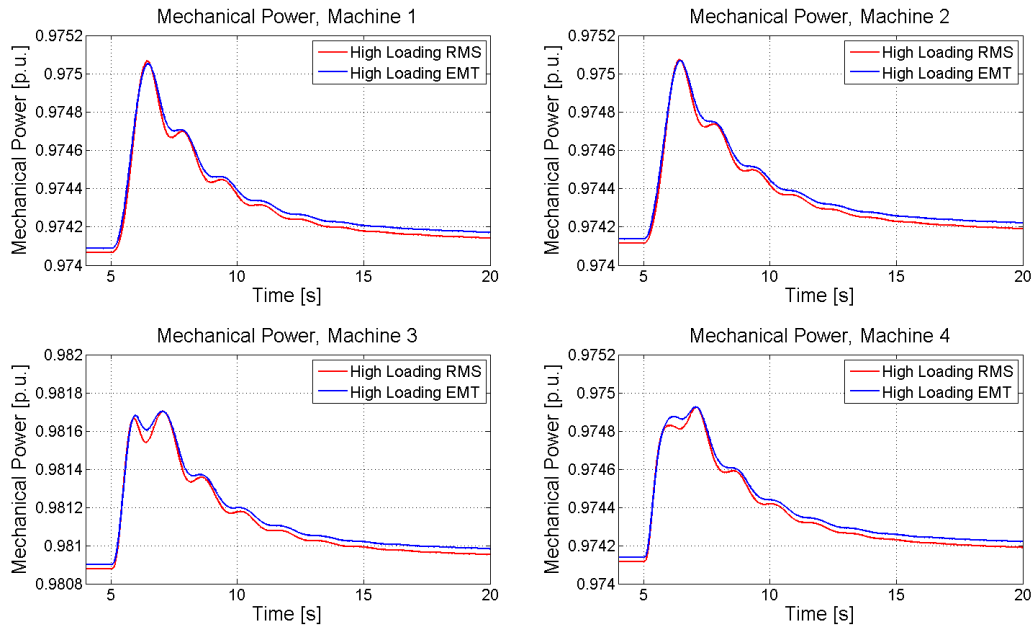 Mechanical Power, Machine 1
Mechanical Power [p.u.]
0.9752
0.975
0.9748
0.9746
0.9744
0.9742
0.974
High Loading RMS
High Loading EMT
5 10 15 20
Time [s]
Mechanical Power, Machine 2
Mechanical Power [p.u.]
0.9752
0.975
0.9748
0.9746
0.9744
0.9742
0.974
High Loading RMS
High Loading EMT
5 10 15 20
Time [s]
Mechanical Power, Machine 3
Mechanical Power [p.u.]
0.982
0.9818
0.9816
0.9814
0.9812
0.981
0.9808
High Loading RMS
High Loading EMT
5 10 15 20
Time [s]
Mechanical Power, Machine 4
Mechanical Power [p.u.]
0.9752
0.975
0.9748
0.9746
0.9744
0.9742
0.974
High Loading RMS
High Loading EMT
5 10 15 20
Time [s]